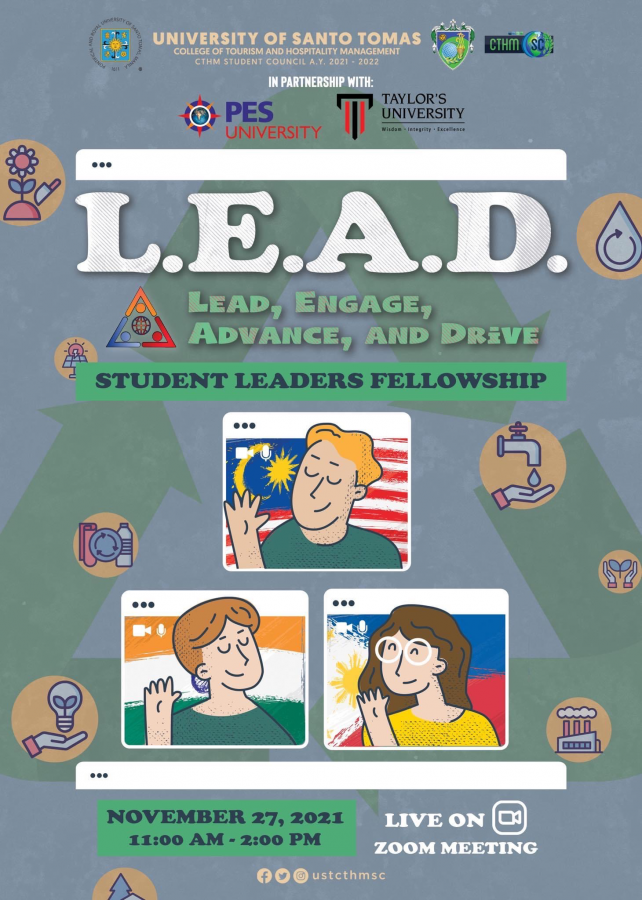 UNIVERSITY OF SANTO TOMAS
COLLEGE OF TOURISM AND HOSPITALITY MANAGEMENT
CTHM STUDENT COUNCIL A.Y. 2021 - 2022
CTHM SC
IN PARTNERSHIP WITH:
PES
UNIVERSITY
TAYLOR'S
UNIVERSITY
Wisdom • Integrity • Excellence
L.E.A.D.
LEAD, ENGAGE,
ADVANCE, AND DRiVE
STUDENT LEADERS FELLOWSHIP
NOVEMBER 27, 2021
11:00 AM - 2:00 PM
LIVE ON
ZOOM MEETING
ustcthmsc